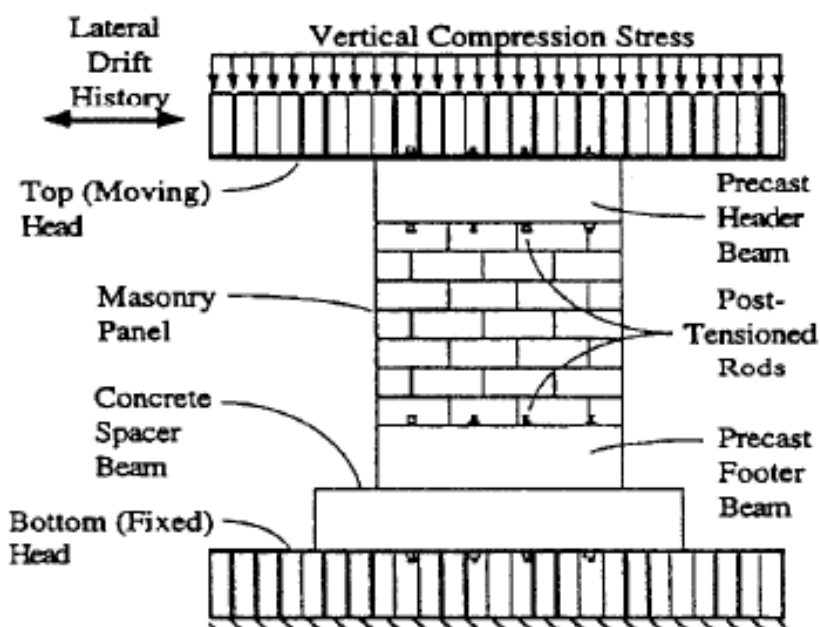 Lateral
Drift
History
Vertical Compression Stress
Top (Moving)
Head
Precast
Header
Beam
Masonry
Panel
Post-
Tensioned
Rods
Concrete
Spacer
Beam
Precast
Footer
Beam
Bottom (Fixed)
Head